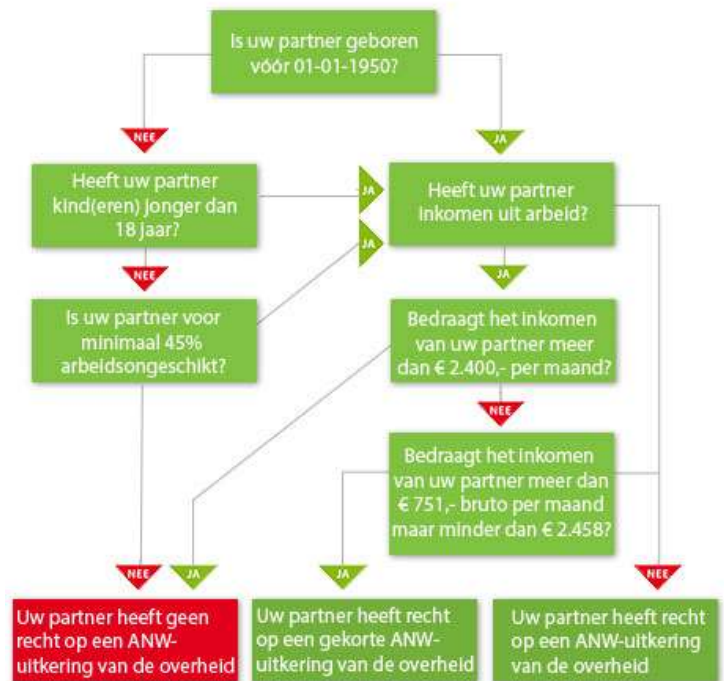 Is uw partner geboren
vóór 01-01-1950?
NEE
JA
Heeft uw partner
kind(eren) jonger dan
18 jaar?
JA
Heeft uw partner
inkomen uit arbeid?
NEE
JA
JA
Is uw partner voor
minimaal 45%
arbeidsongeschikt?
Bedraagt het inkomen
van uw partner meer
dan € 2.400,- per maand?
NEE
Bedraagt het inkomen
van uw partner meer dan
€ 751,- bruto per maand
maar minder dan € 2.458?
NEE
JA
JA
NEE
Uw partner heeft geen
recht op een ANW-
uitkering van de overheid
Uw partner heeft recht
op een gekorte ANW-
uitkering van de overheid
Uw partner heeft recht
op een ANW-uitkering
van de overheid